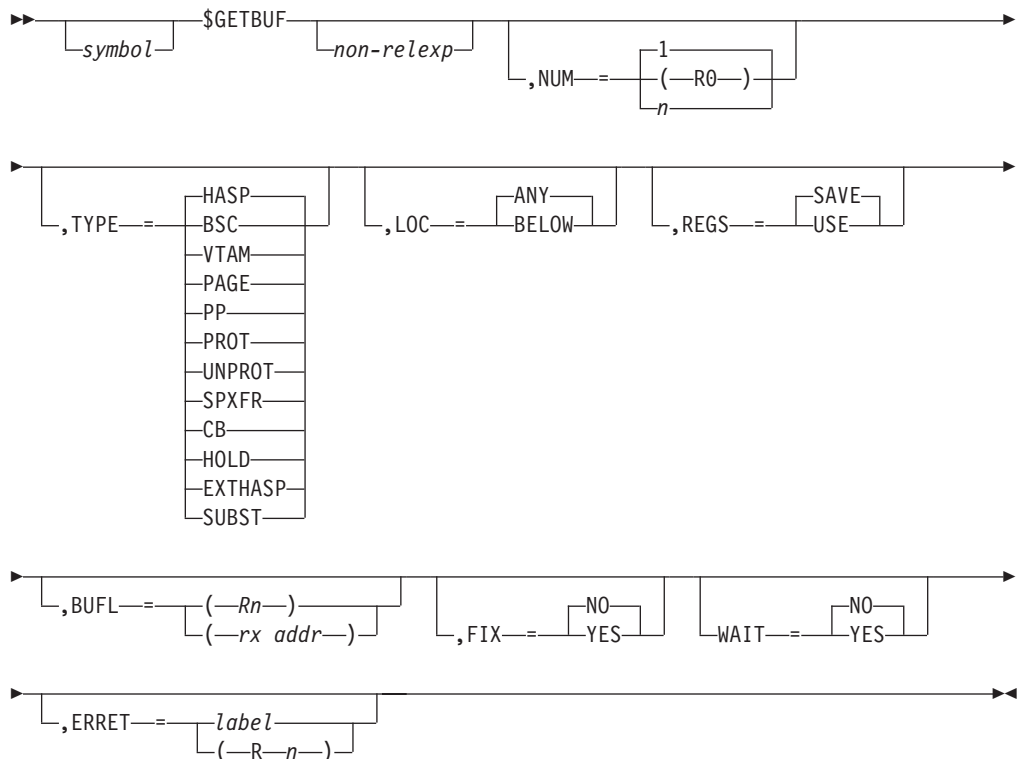 $GETBUF
symbol non-relexp 1
,NUM = ( R0 )
n
HASP ANY SAVE
,TYPE = BSC ,LOC = BELOW ,REGS = USE
VTAM
PAGE
PP
PROT
UNPROT
SPXFR
CB
HOLD
EXTHASP
SUBST
NO NO
,BUFL = ( Rn ) ,FIX = YES WAIT = YES
( rx addr )
,ERRET = label
( R n )